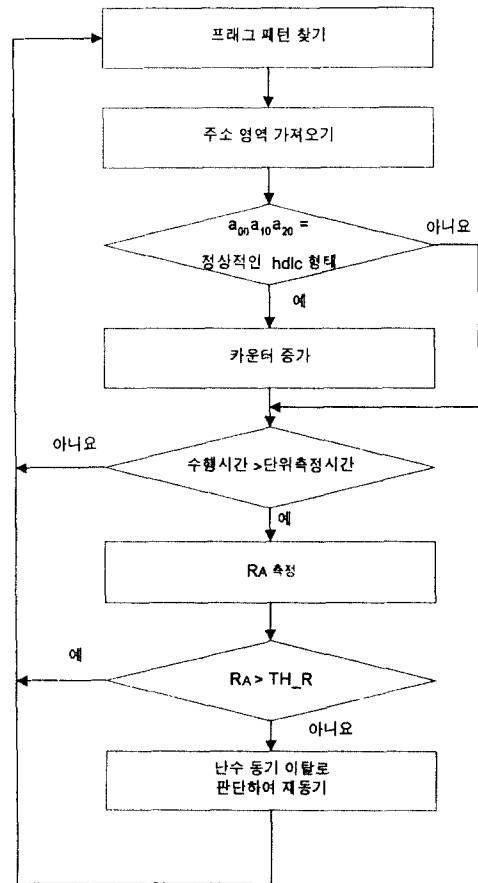 프래그 패턴 찾기
주소 영역 가져오기
a₀₀a₁₀a₂₀ =
정상적인 hdlc 형태
아니요
예
카운터 증가
아니요
수행시간 >단위측정시간
예
RA 측정
예
RA > TH_R
아니요
난수 동기 이탈로
판단하여 재동기